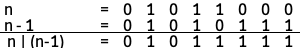 n = 0 1 0 1 1 0 0 0
n - 1 = 0 1 0 1 0 1 1 1
n | (n-1) = 0 1 0 1 1 1 1 1